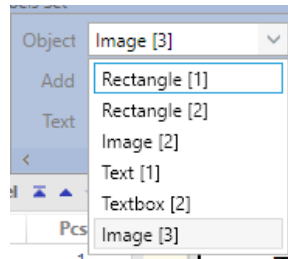 Object Image [3]
Add Rectangle [1]
Rectangle [2]
Text Image [2]
Text [1]
Textbox [2]
Pcs Image [3]